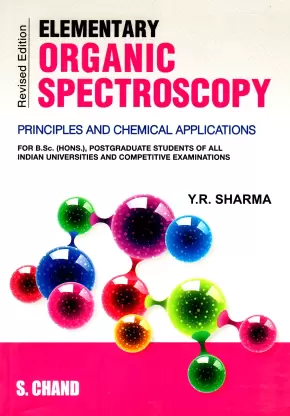 Revised Edition
ELEMENTARY
ORGANIC
SPECTROSCOPY
PRINCIPLES AND CHEMICAL APPLICATIONS
FOR B.Sc. (HONS.), POSTGRADUATE STUDENTS OF ALL
INDIAN UNIVERSITIES AND COMPETITIVE EXAMINATIONS
Y.R. SHARMA
S. CHAND